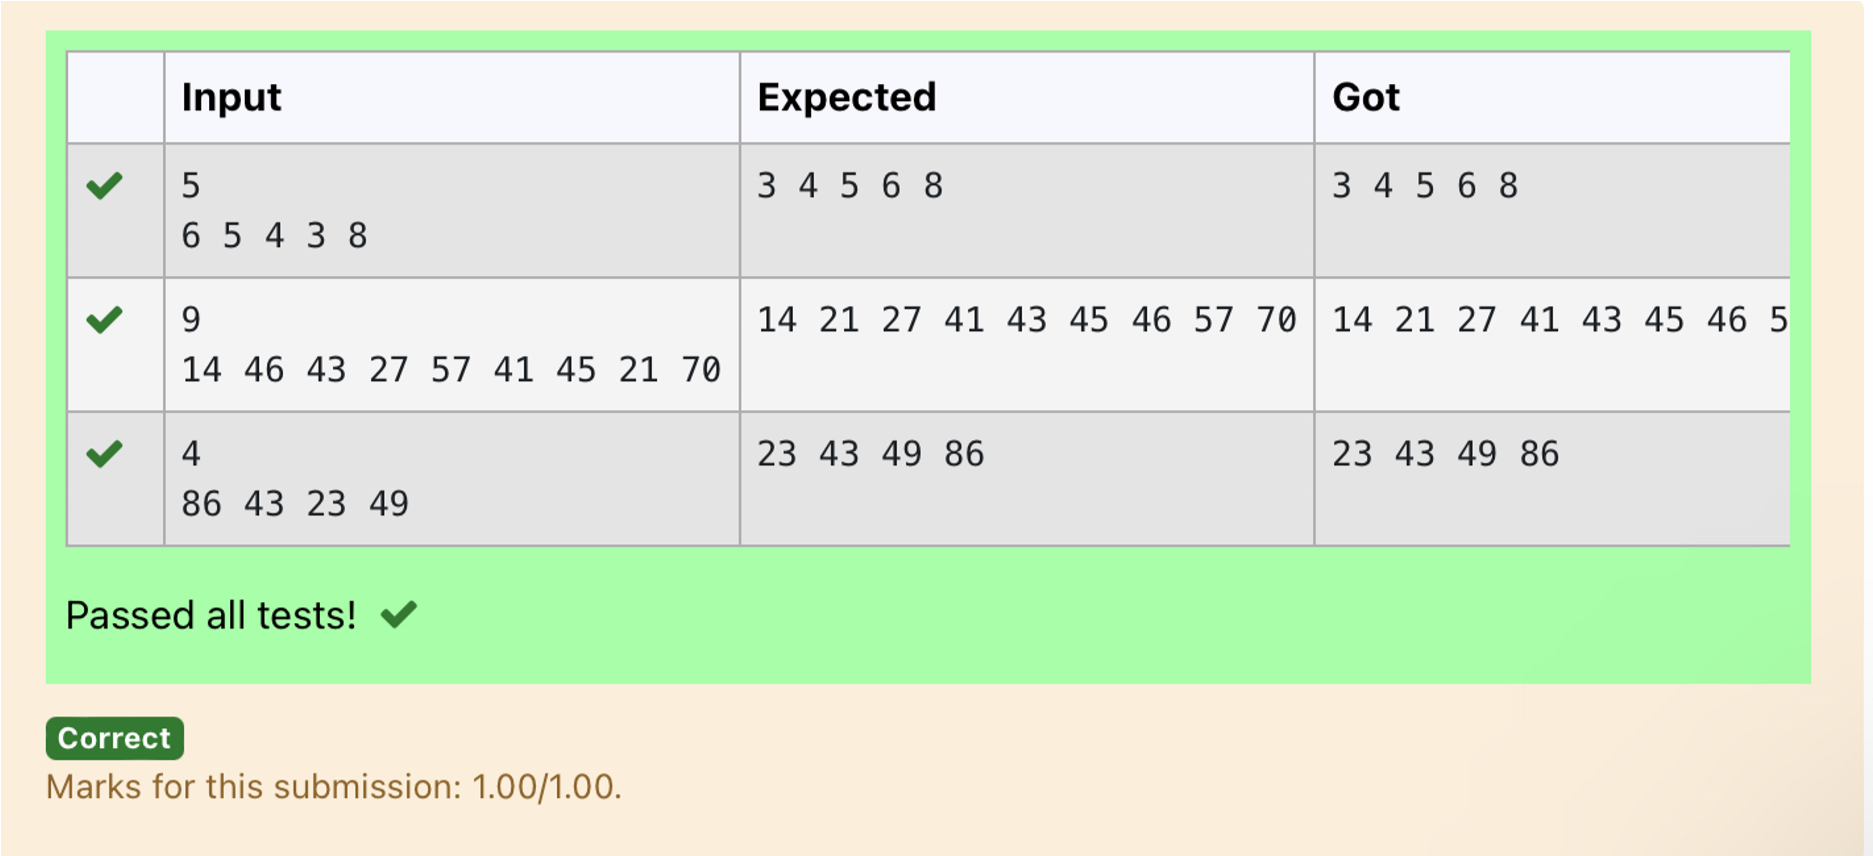 Input Expected Got
5 3 4 5 6 8 3 4 5 6 8
6 5 4 3 8
9 14 21 27 41 43 45 46 57 70 14 21 27 41 43 45 46 5
14 46 43 27 57 41 45 21 70
4 23 43 49 86 23 43 49 86
86 43 23 49
Passed all tests!
Correct
Marks for this submission: 1.00/1.00.